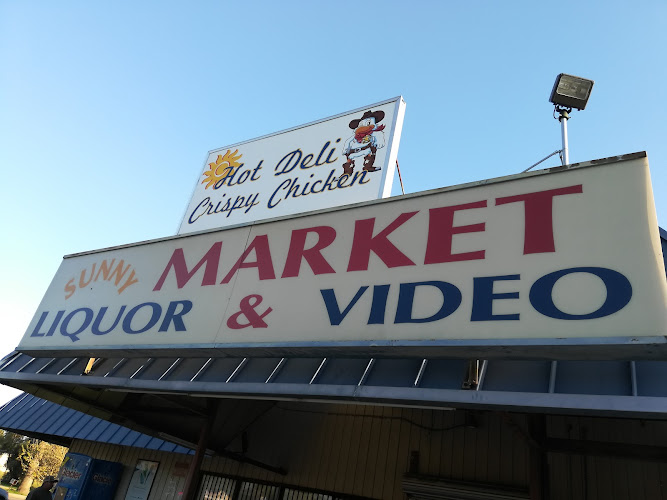 Hot Deli
Crispy Chicken
SUNNY MARKET
LIQUOR & VIDEO